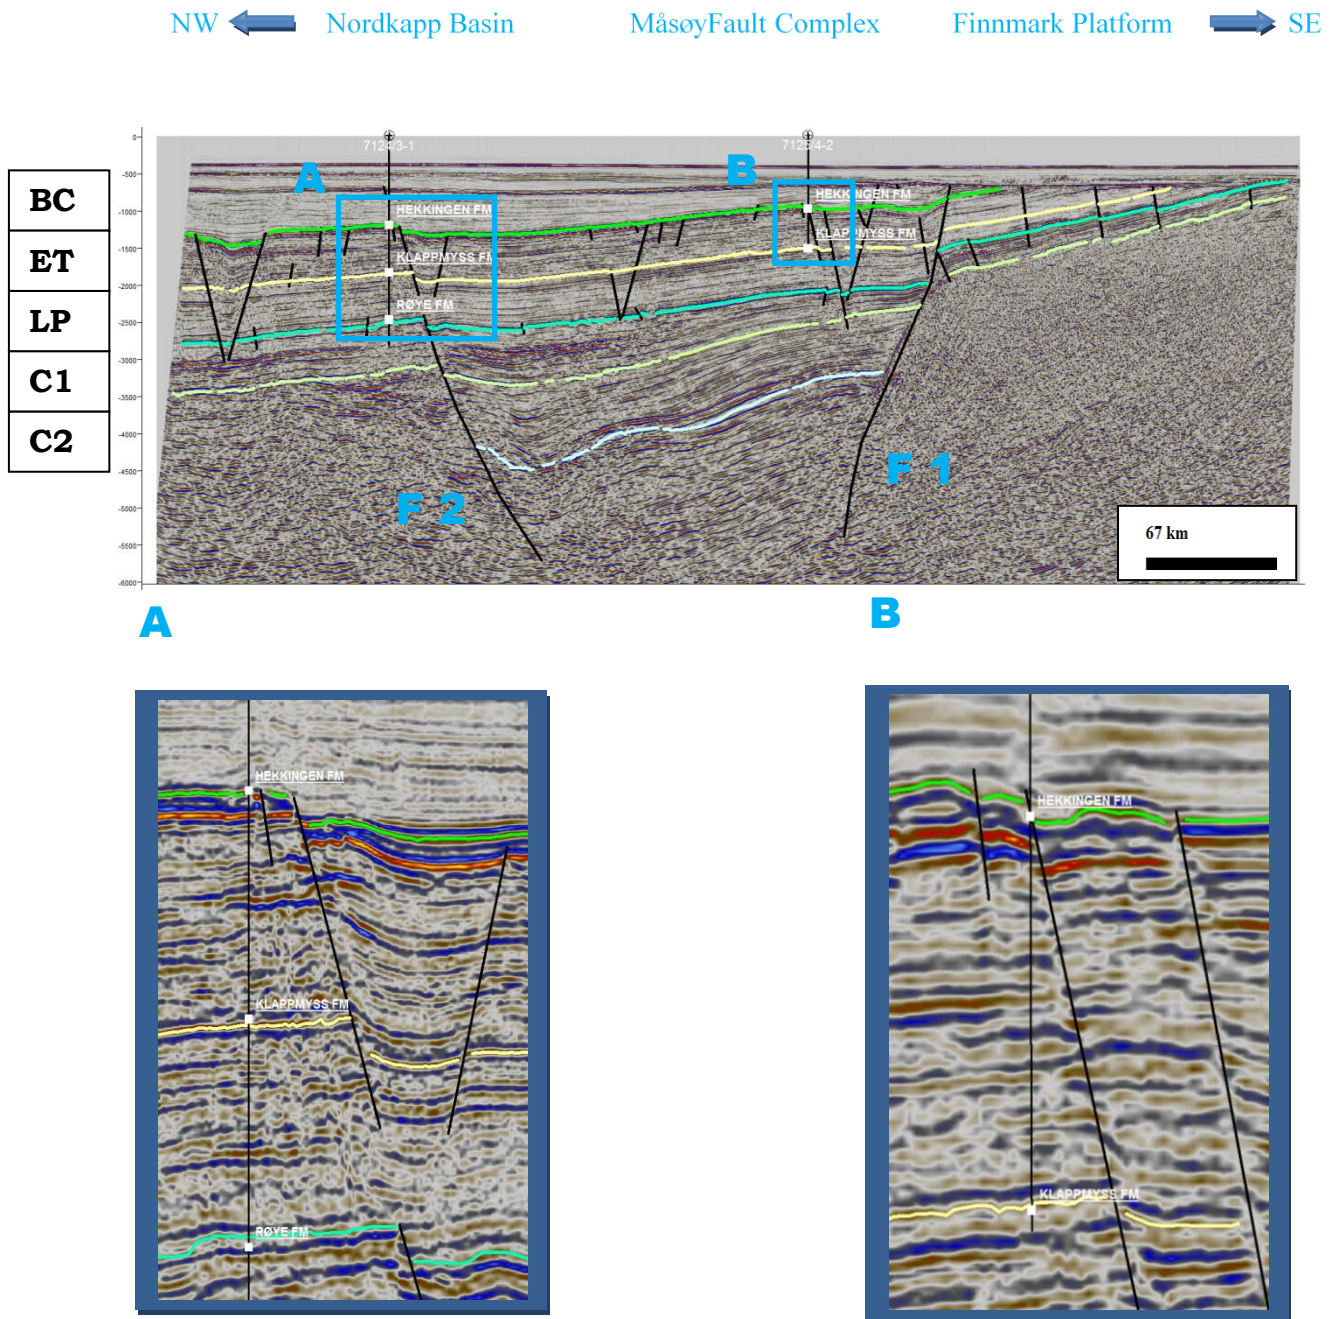 NW Nordkapp Basin MåsøyFault Complex Finnmark Platform SE
7124/3-1 7125/4-2
A B
BC
ET
LP
C1
C2
0
-500
-1000
-1500
-2000
-2500
-3000
-3500
-4000
-4500
-5000
-5500
-6000
HEKKINGEN FM
KLAPPMYSS FM
RØYE FM
HEKKINGEN FM
KLAPPMYSS FM
F 2
F 1
67 km
A
B
HEKKINGEN FM
KLAPPMYSS FM
RØYE FM
HEKKINGEN FM
KLAPPMYSS FM